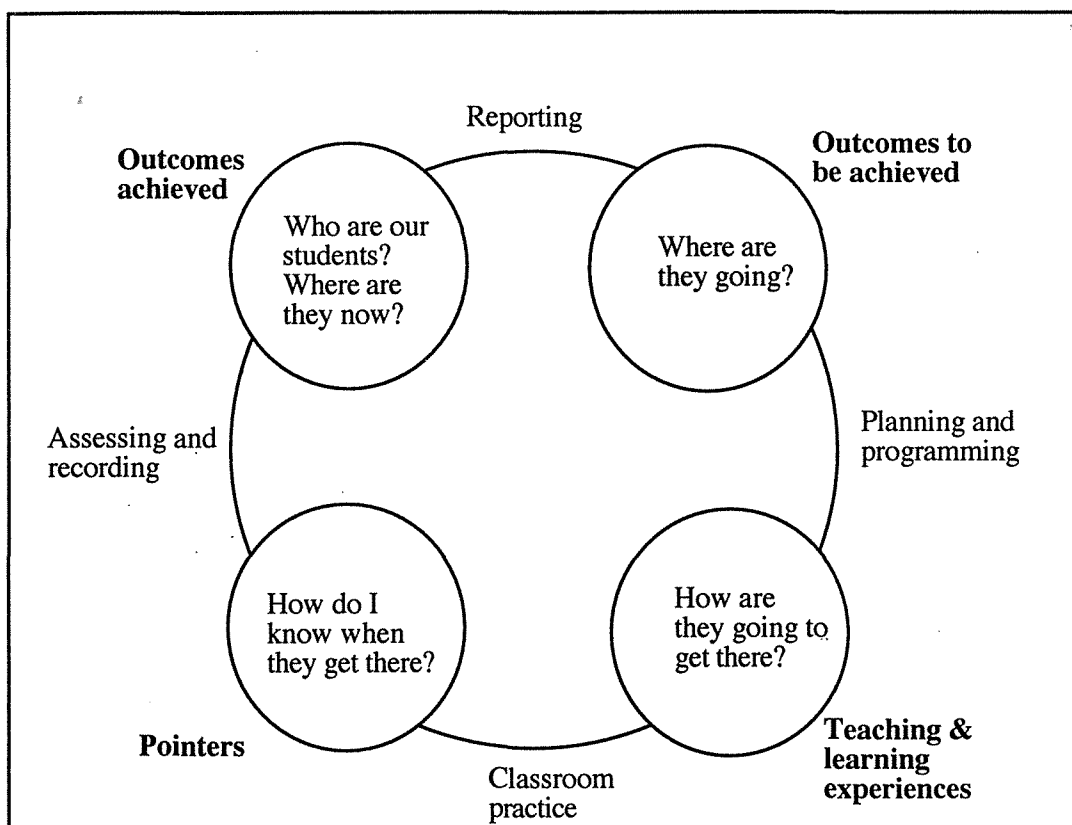 Reporting
Outcomes
achieved
Outcomes to
be achieved
Who are our
students?
Where are
they now?
Where are
they going?
Assessing and
recording
Planning and
programming
How do I
know when
they get there?
How are
they going to
get there?
Pointers
Teaching &
learning
experiences
Classroom
practice